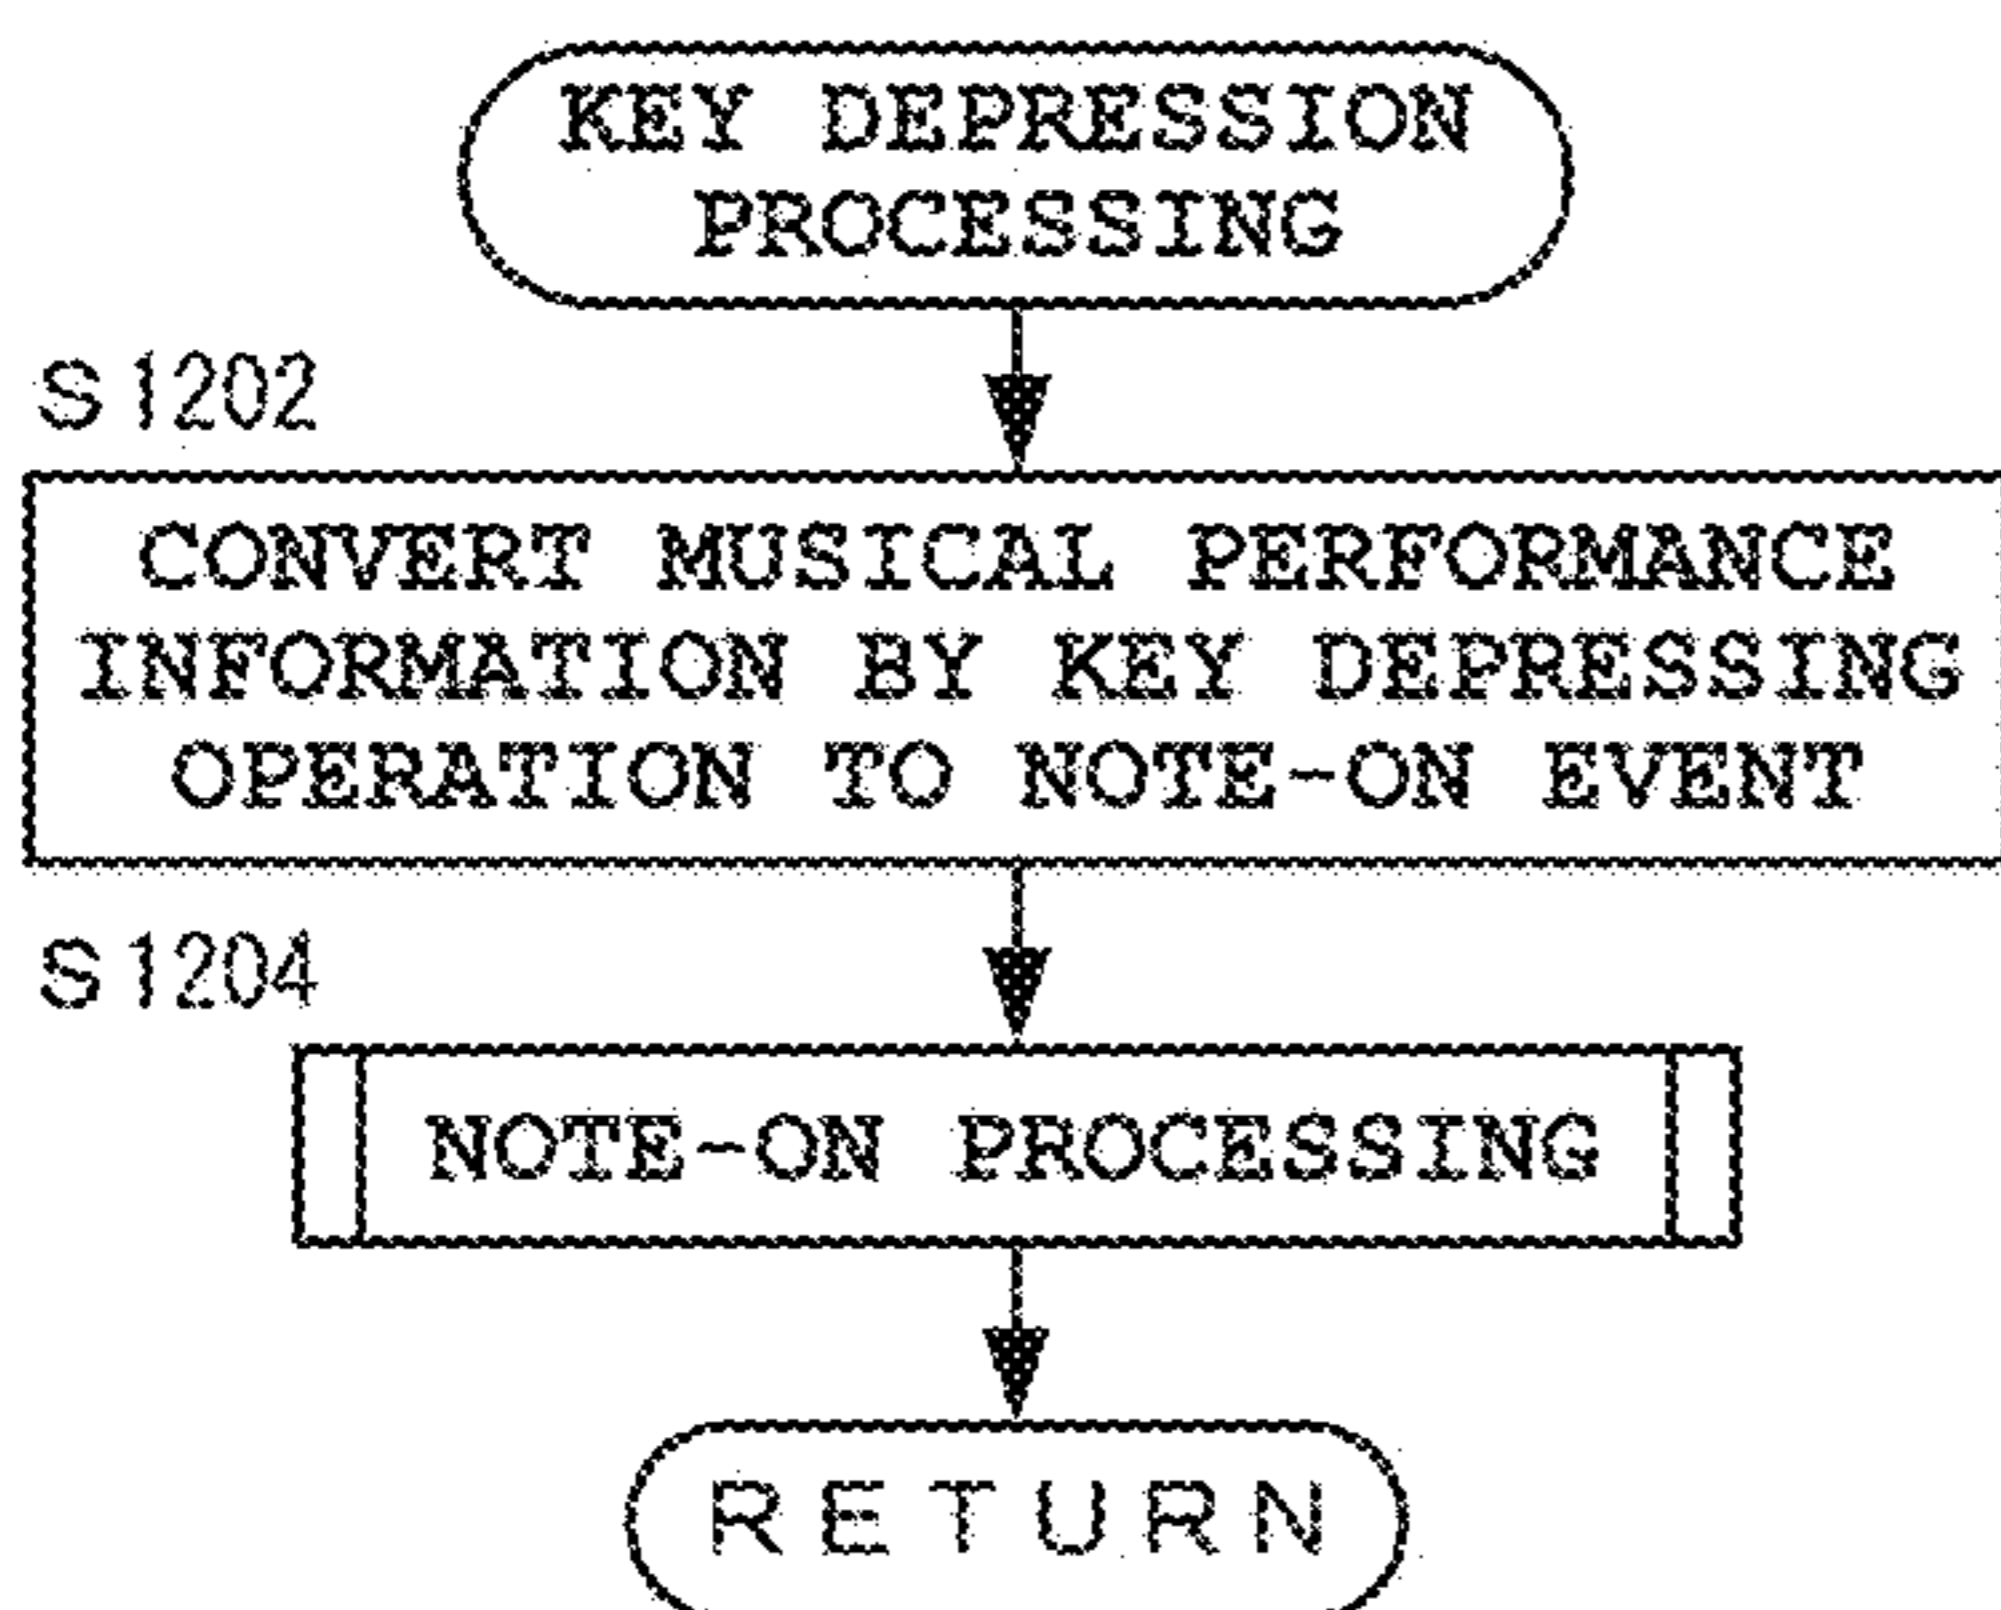 KEY DEPRESSION
PROCESSING
S1202
CONVERT MUSICAL PERFORMANCE
INFORMATION BY KEY DEPRESSING
OPERATION TO NOTE-ON EVENT
S1204
NOTE-ON PROCESSING
RETURN